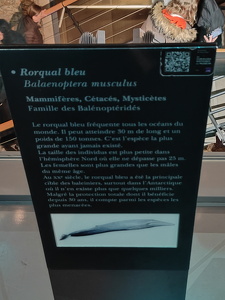 • Rorqual bleu
Balaenoptera musculus
Mammifères, Cétacés, Mysticètes
Famille des Balénoptéridés
Le rorqual bleu fréquente tous les océans du
monde. Il peut atteindre 30 m de long et un
poids de 150 tonnes. C'est l'espèce la plus
grande ayant jamais existé.
La taille des individus est plus petite dans
l'hémisphère Nord où elle ne dépasse pas 25 m.
Les femelles sont plus grandes que les mâles
du même âge.
Au XXe siècle, le rorqual bleu a été la principale
cible des baleiniers, surtout dans l'Antarctique
où il n'en existe plus que quelques milliers.
Malgré la protection totale dont il bénéficie
depuis 50 ans, il compte parmi les espèces les
plus menacées.